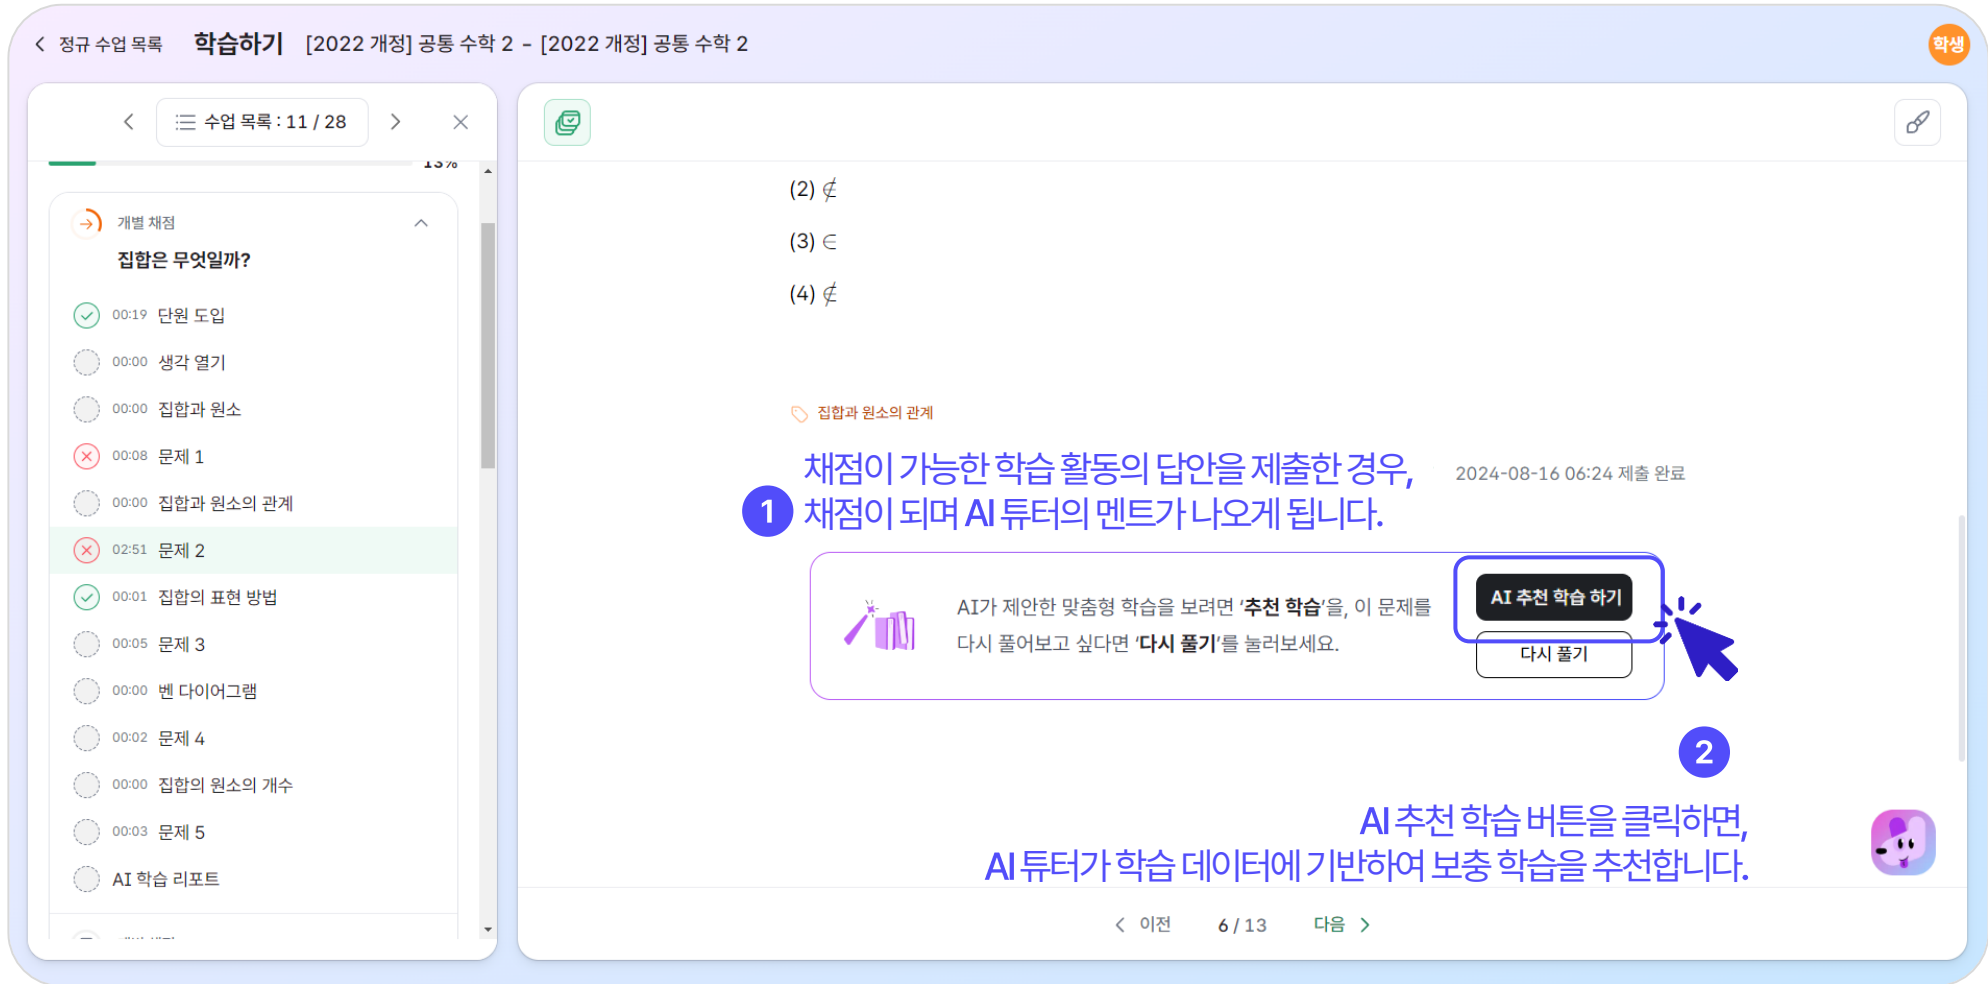 정규 수업 목록 학습하기 [2022 개정] 공통 수학 2 - [2022 개정] 공통 수학 2
학생
수업 목록 : 11 / 28
13%
개별 채점
집합은 무엇일까?
00:19 단원 도입
00:00 생각 열기
00:00 집합과 원소
00:08 문제 1
00:00 집합과 원소의 관계
02:51 문제 2
00:01 집합의 표현 방법
00:05 문제 3
00:00 벤 다이어그램
00:02 문제 4
00:00 집합의 원소의 개수
00:03 문제 5
AI 학습 리포트
(2) ∉
(3) ∈
(4) ∉
집합과 원소의 관계
1
채점이 가능한 학습 활동의 답안을 제출한 경우,
채점이 되며 AI 튜터의 멘트가 나오게 됩니다.
2024-08-16 06:24 제출 완료
AI가 제안한 맞춤형 학습을 보려면 ‘추천 학습’을, 이 문제를
다시 풀어보고 싶다면 ‘다시 풀기’를 눌러보세요.
AI 추천 학습 하기
다시 풀기
2
AI 추천 학습 버튼을 클릭하면,
AI 튜터가 학습 데이터에 기반하여 보충 학습을 추천합니다.
이전 6 / 13 다음